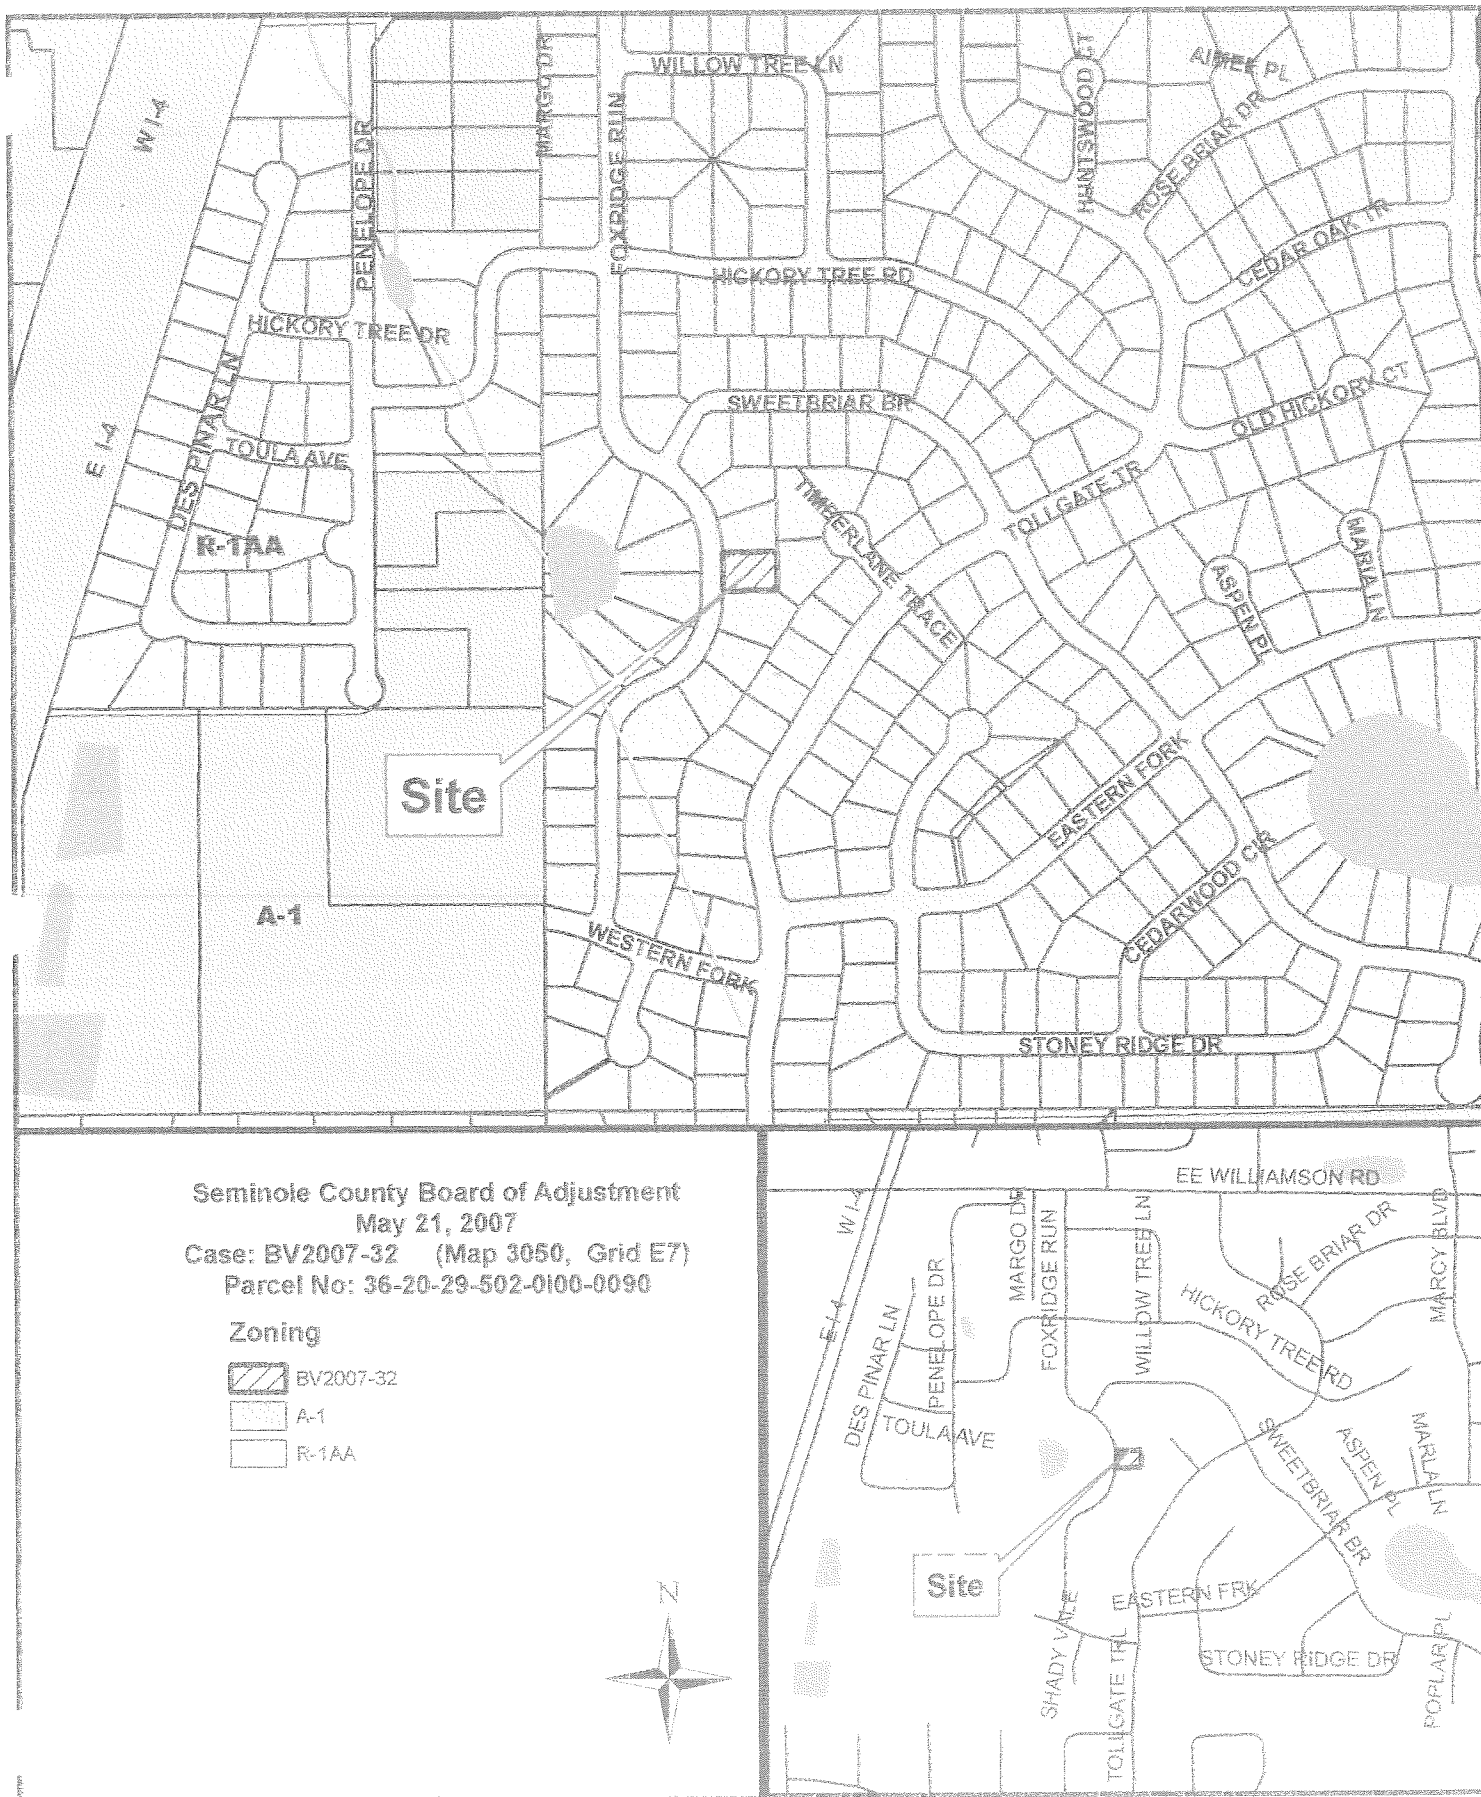 WILLOW TREE LN
AIMEE PL
W I-4
PENELOPE DR
MARGO DR
FOXRIDGE RUN
HUNTSWOOD CT
ROSE BRIAR DR
CEDAR OAK TR
HICKORY TREE RD
HICKORY TREE DR
DES PINAR LN
SWEETBRIAR BR
OLD HICKORY CT
E I-4
TOULA AVE
TIMBERLANE TRACE
TOLLGATE TR
R-1AA
ASPEN PL
MARIA LN
Site
EASTERN FORK
CEDARWOOD CIR
A-1
WESTERN FORK
STONEY RIDGE DR
Seminole County Board of Adjustment
May 21, 2007
Case: BV2007-32 (Map 3050, Grid E7)
Parcel No: 36-20-29-502-0I00-0090
Zoning
BV2007-32
A-1
R-1AA
N
EE WILLIAMSON RD
W I-4
MARGO DR
FOXRIDGE RUN
WILLOW TREE LN
ROSE BRIAR DR
MARCY BLVD
E I-4
DES PINAR LN
PENELOPE DR
HICKORY TREE RD
TOULA AVE
SWEETBRIAR BR
ASPEN PL
MARLA LN
Site
EASTERN FRK
SHADY VALE
TOLLGATE TRL
STONEY RIDGE DR
POPLAR PL